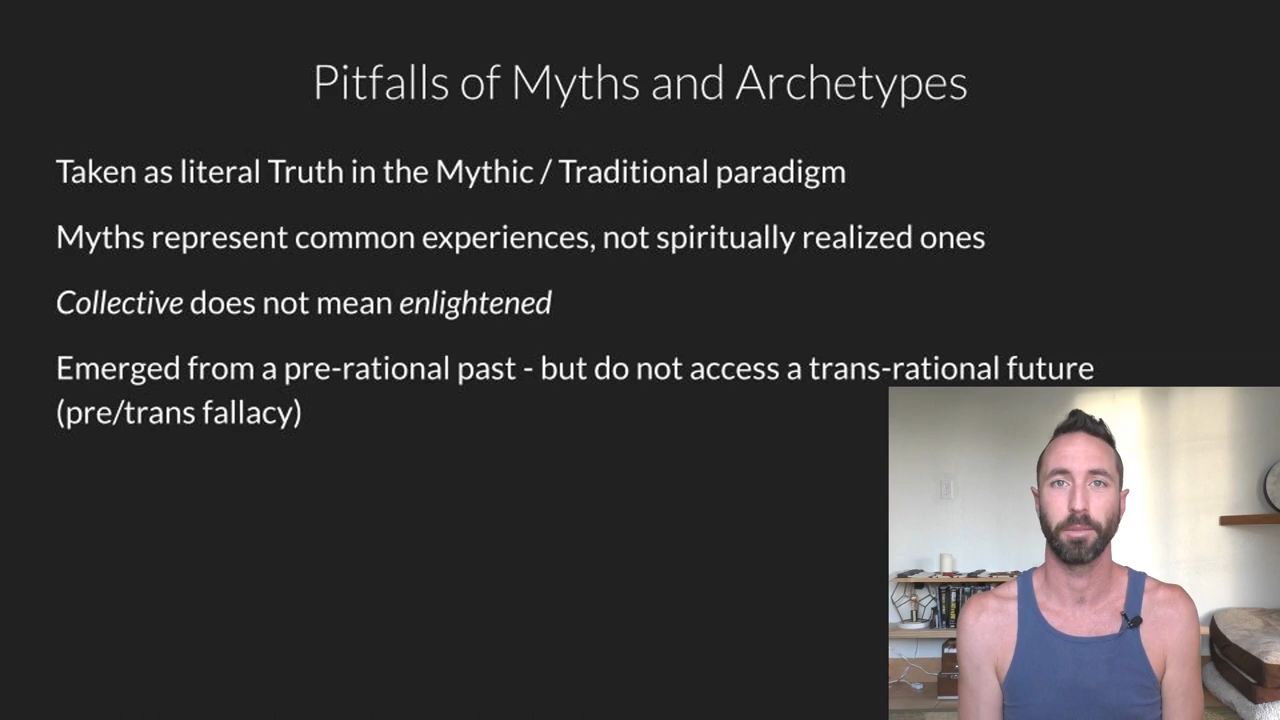 Pitfalls of Myths and Archetypes
Taken as literal Truth in the Mythic / Traditional paradigm
Myths represent common experiences, not spiritually realized ones
Collective does not mean enlightened
Emerged from a pre-rational past - but do not access a trans-rational future
(pre/trans fallacy)